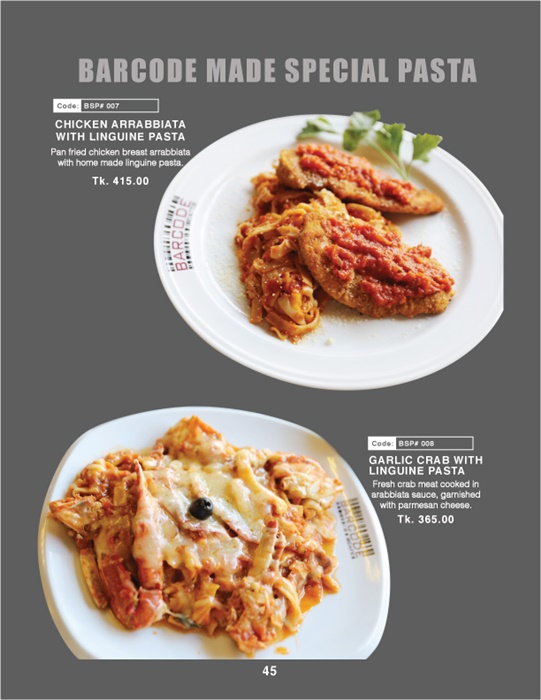 BARCODE MADE SPECIAL PASTA
Code: BSP# 007
CHICKEN ARRABBIATA
WITH LINGUINE PASTA
Pan fried chicken breast arrabbiata
with home made linguine pasta.
Tk. 415.00
BARCODE
Code: BSP# 008
GARLIC CRAB WITH
LINGUINE PASTA
Fresh crab meat cooked in
arabbiata sauce, garnished
with parmesan cheese.
Tk. 365.00
BARCODE
45